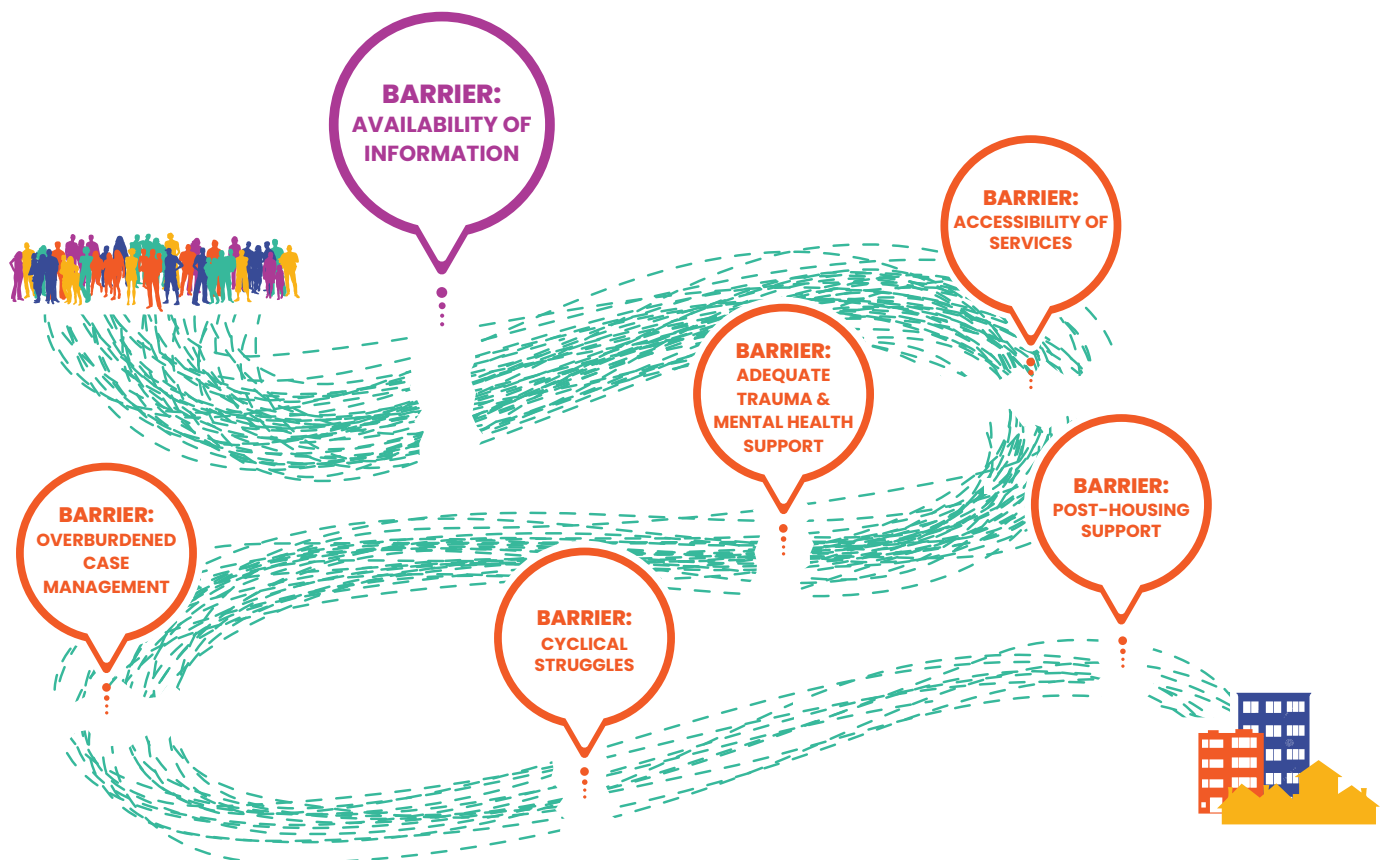 BARRIER:
AVAILABILITY OF
INFORMATION
BARRIER:
ACCESSIBILITY OF
SERVICES
BARRIER:
ADEQUATE
TRAUMA &
MENTAL HEALTH
SUPPORT
BARRIER:
OVERBURDENED
CASE
MANAGEMENT
BARRIER:
CYCLICAL
STRUGGLES
BARRIER:
POST-HOUSING
SUPPORT